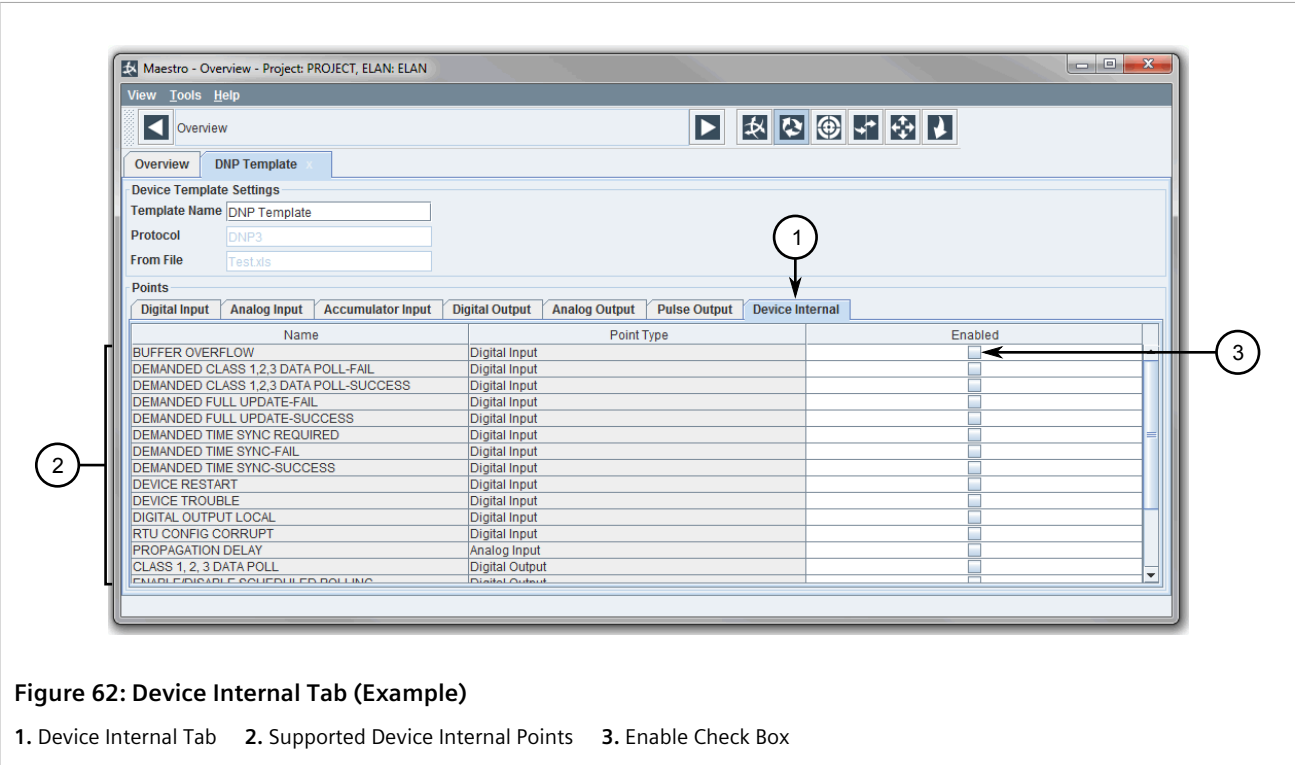 Maestro - Overview - Project: PROJECT, ELAN: ELAN
View Tools Help
Overview
Overview DNP Template x
Device Template Settings
Template Name DNP Template
Protocol DNP3
From File Test.xls
1
Points
Digital Input Analog Input Accumulator Input Digital Output Analog Output Pulse Output Device Internal
Name Point Type Enabled
BUFFER OVERFLOW Digital Input
3
DEMANDED CLASS 1,2,3 DATA POLL-FAIL Digital Input
DEMANDED CLASS 1,2,3 DATA POLL-SUCCESS Digital Input
DEMANDED FULL UPDATE-FAIL Digital Input
DEMANDED FULL UPDATE-SUCCESS Digital Input
DEMANDED TIME SYNC REQUIRED Digital Input
DEMANDED TIME SYNC-FAIL Digital Input
2
DEMANDED TIME SYNC-SUCCESS Digital Input
DEVICE RESTART Digital Input
DEVICE TROUBLE Digital Input
DIGITAL OUTPUT LOCAL Digital Input
RTU CONFIG CORRUPT Digital Input
PROPAGATION DELAY Analog Input
CLASS 1, 2, 3 DATA POLL Digital Output
ENABLE/DISABLE SCHEDULED POLLING Digital Output
Figure 62: Device Internal Tab (Example)
1. Device Internal Tab 2. Supported Device Internal Points 3. Enable Check Box